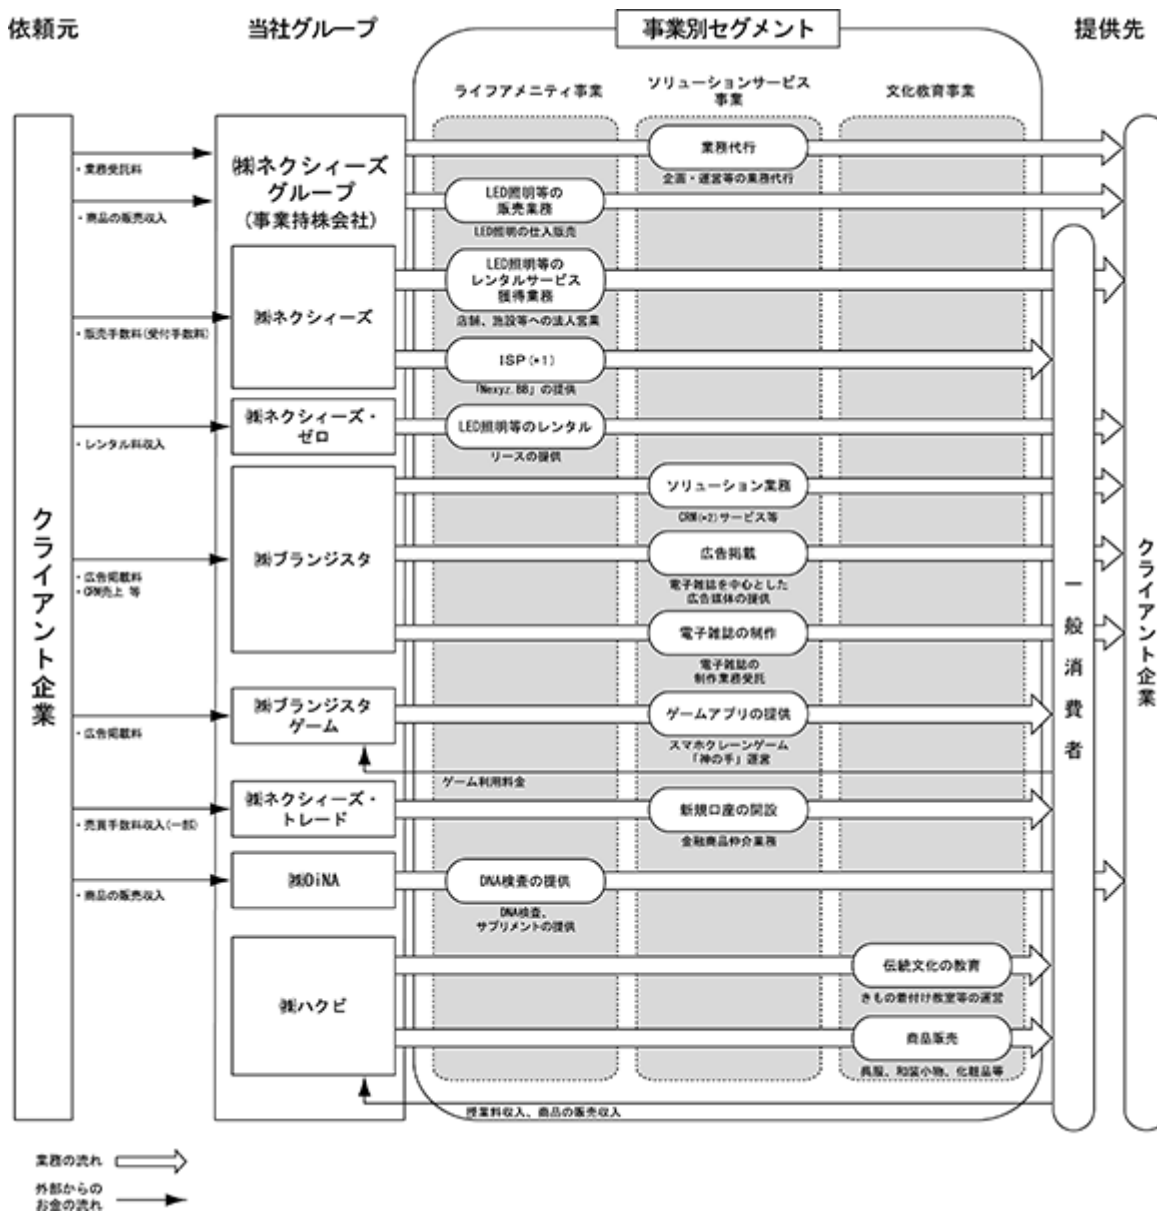 依頼元
当社グループ
事業別セグメント
提供先
ライフアメニティ事業
ソリューションサービス
事業
文化教育事業
クライアント企業
・業務受託料
・商品の販売収入
・販売手数料(受付手数料)
・レンタル料収入
・広告掲載料
・CRM売上 等
・広告掲載料
・売買手数料収入(一部)
・商品の販売収入
㈱ネクシィーズ
グループ
(事業持株会社)
㈱ネクシィーズ
㈱ネクシィーズ・
ゼロ
㈱ブランジスタ
㈱ブランジスタ
ゲーム
㈱ネクシィーズ・
トレード
㈱DiNA
㈱ハクビ
業務代行
企画・運営等の業務代行
LED照明等の
販売業務
LED照明の仕入販売
LED照明等の
レンタルサービス
獲得業務
店舗、施設等への法人営業
ISP(*1)
「Nexyz.BB」の提供
LED照明等のレンタル
リースの提供
ソリューション業務
CRM(*2)サービス等
広告掲載
電子雑誌を中心とした
広告媒体の提供
電子雑誌の制作
電子雑誌の
制作業務受託
ゲームアプリの提供
スマホクレーンゲーム
「神の手」運営
ゲーム利用料金
新規口座の開設
金融商品仲介業務
DNA検査の提供
DNA検査、
サプリメントの提供
伝統文化の教育
きもの着付け教室等の運営
商品販売
呉服、和装小物、化粧品等
授業料収入、商品の販売収入
一般消費者
クライアント企業
業務の流れ
外部からの
お金の流れ